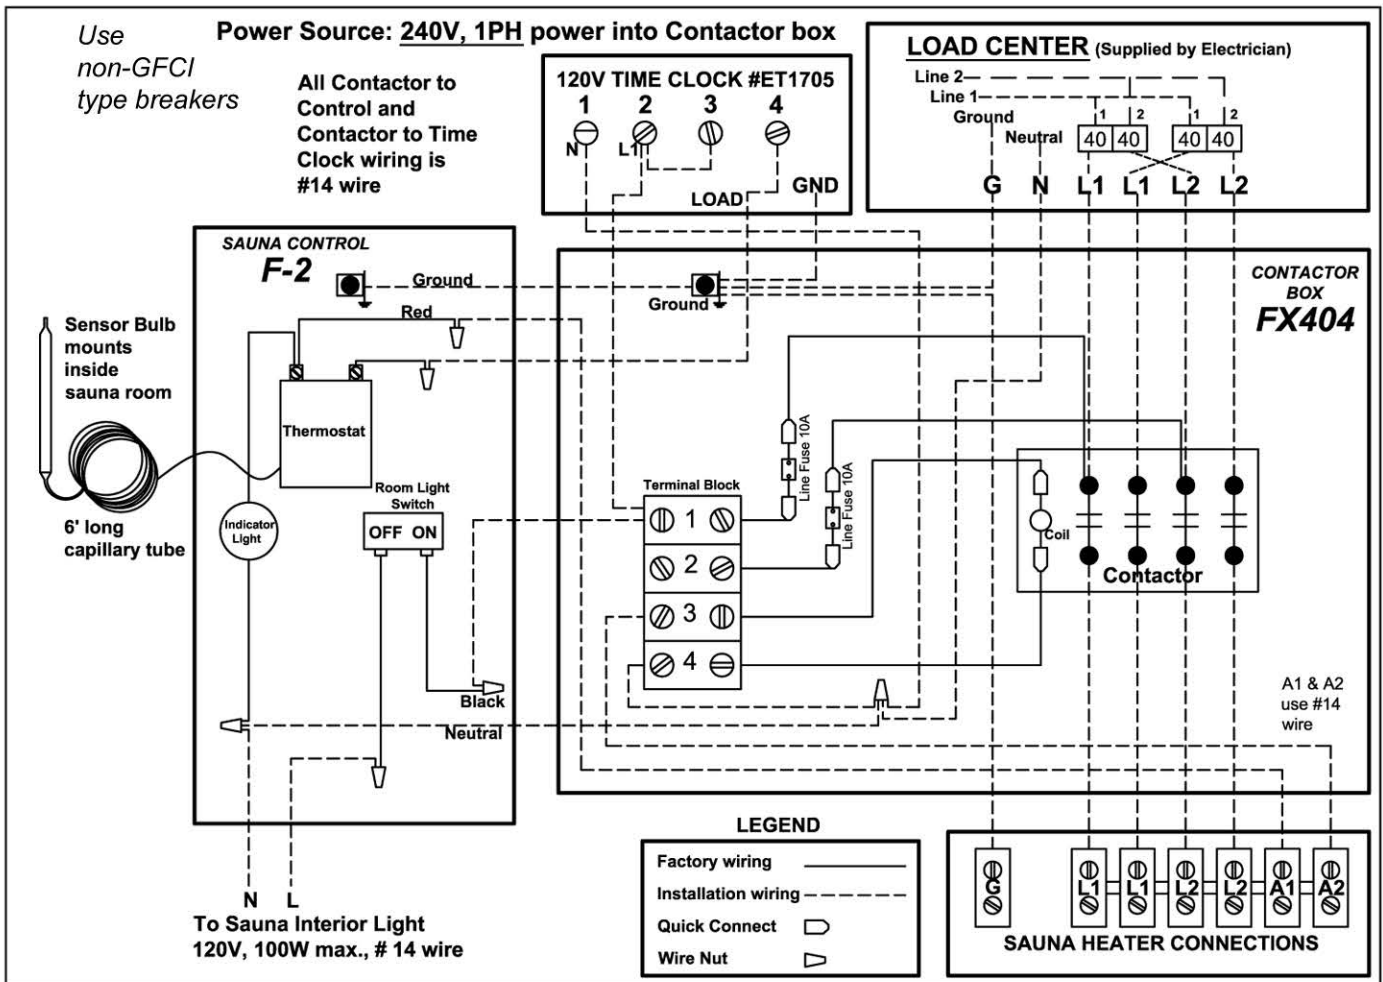 Use
non-GFCI
type breakers
Power Source: 240V, 1PH power into Contactor box
All Contactor to
Control and
Contactor to Time
Clock wiring is
#14 wire
120V TIME CLOCK #ET1705
1 2 3 4
N L1
LOAD GND
LOAD CENTER (Supplied by Electrician)
Line 2
Line 1
Ground
Neutral
1 2 1 2
40 40 40 40
G N L1 L1 L2 L2
SAUNA CONTROL
F-2
Ground
Red
Sensor Bulb
mounts
inside
sauna room
Thermostat
6' long
capillary tube
Indicator
Light
Room Light
Switch
OFF ON
Black
Neutral
N L
To Sauna Interior Light
120V, 100W max., # 14 wire
CONTACTOR
BOX
FX404
Ground
Line Fuse 10A
Line Fuse 10A
Terminal Block
1
2
3
4
Coil
Contactor
A1 & A2
use #14
wire
LEGEND
Factory wiring
Installation wiring
Quick Connect
Wire Nut
G L1 L1 L2 L2 A1 A2
SAUNA HEATER CONNECTIONS